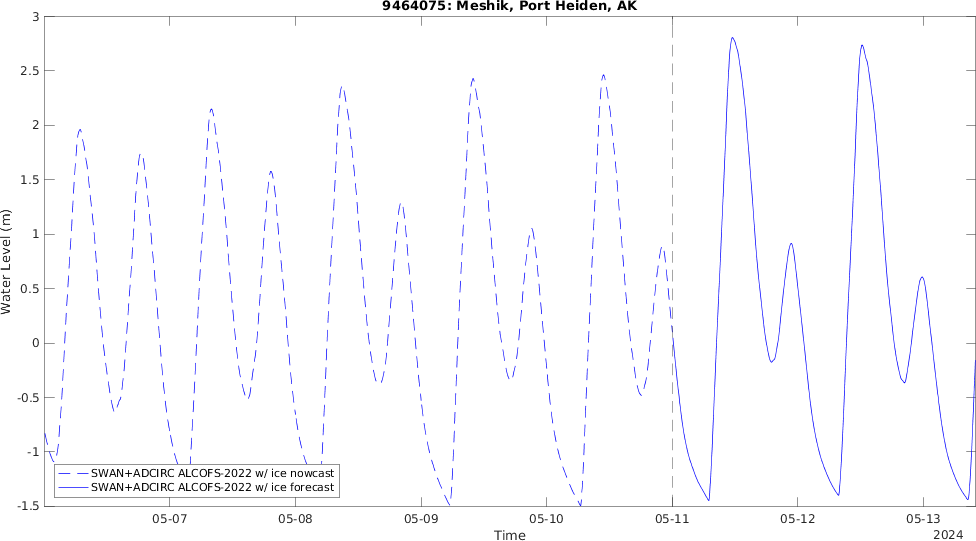 9464075: Meshik, Port Heiden, AK
Water Level (m)
3
2.5
2
1.5
1
0.5
0
-0.5
-1
-1.5
SWAN+ADCIRC ALCOFS-2022 w/ ice nowcast
SWAN+ADCIRC ALCOFS-2022 w/ ice forecast
05-07 05-08 05-09 05-10 05-11 05-12 05-13
Time
2024